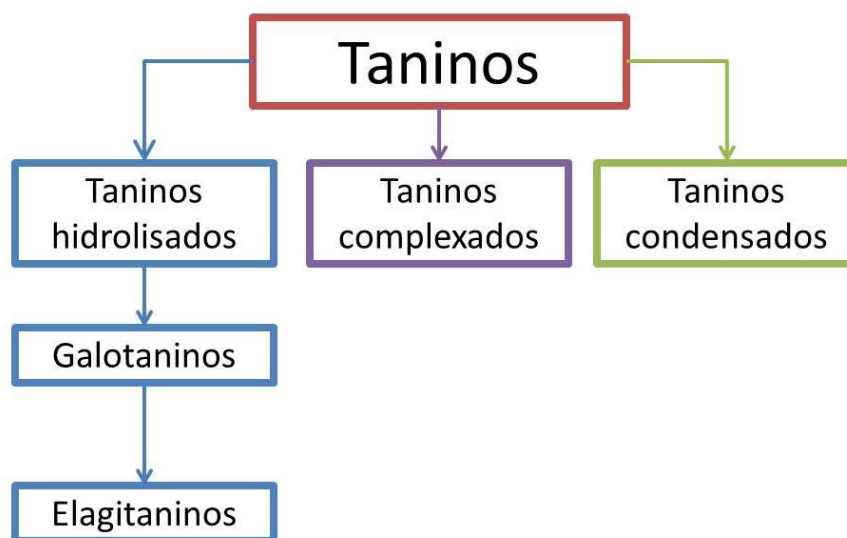 Taninos
Taninos
hidrolisados
Taninos
complexados
Taninos
condensados
Galotaninos
Elagitaninos